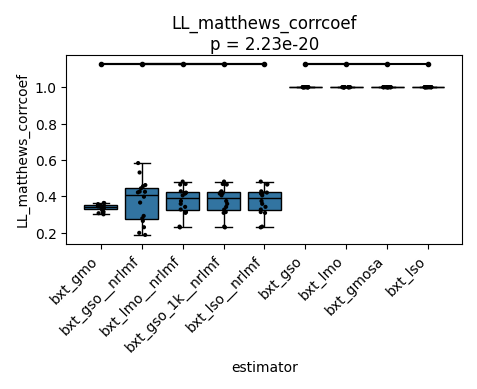 LL_matthews_corrcoef
p = 2.23e-20
LL_matthews_corrcoef
1.0
0.8
0.6
0.4
0.2
bxt_gmo
bxt_gso__nrlmf
bxt_lmo__nrlmf
bxt_gso_1k__nrlmf
bxt_lso__nrlmf
bxt_gso
bxt_lmo
bxt_gmosa
bxt_lso
estimator